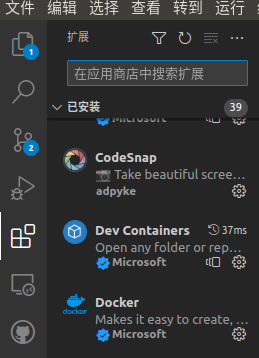 文件 编辑 选择 查看 转到 运行
扩展
1
在应用商店中搜索扩展
已安装 39
Microsoft
2
CodeSnap
📷 Take beautiful scree...
adpyke
Dev Containers 37ms
Open any folder or rep...
Microsoft
docker
Docker
Makes it easy to create, ...
Microsoft